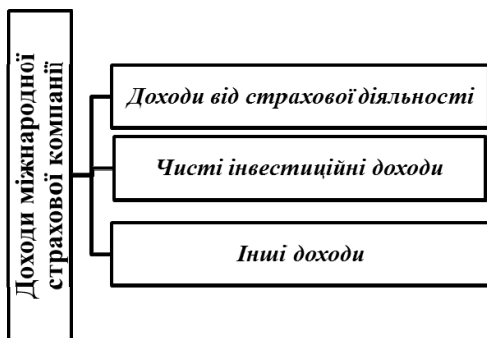 Доходи міжнародної
страхової компанії
Доходи від страхової діяльності
Чисті інвестиційні доходи
Інші доходи